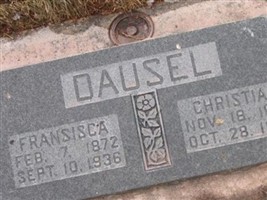 DAUSEL
FRANSISCA
FEB. 7, 1872
SEPT. 10, 1936
CHRISTIA
NOV. 18,
OCT. 28,